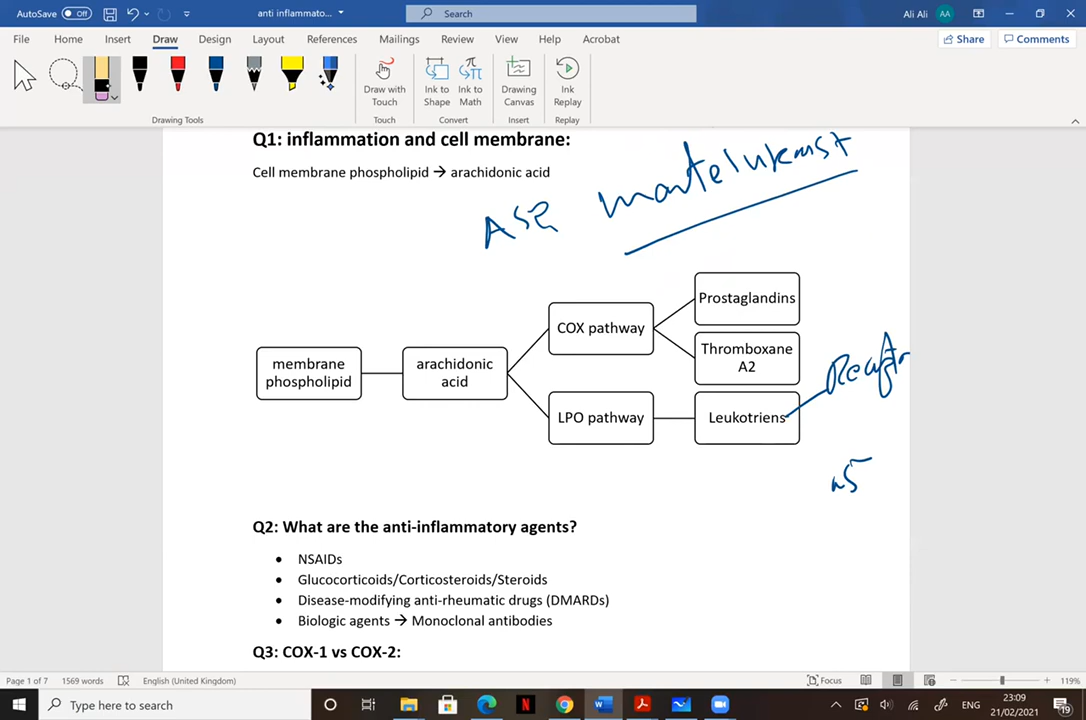 AutoSave Off
anti inflammato...
Search
Ali Ali AA
File Home Insert Draw Design Layout References Mailings Review View Help Acrobat
Share Comments
Draw with Touch
Ink to Shape
Ink to Math
Drawing Canvas
Ink Replay
Drawing Tools
Touch
Convert
Insert
Replay
Q1: inflammation and cell membrane:
Cell membrane phospholipid → arachidonic acid
montelukast
membrane phospholipid
arachidonic acid
COX pathway
LPO pathway
Prostaglandins
Thromboxane A2
Leukotriens
Q2: What are the anti-inflammatory agents?
• NSAIDs
• Glucocorticoids/Corticosteroids/Steroids
• Disease-modifying anti-rheumatic drugs (DMARDs)
• Biologic agents → Monoclonal antibodies
Q3: COX-1 vs COX-2:
Page 1 of 7 1569 words English (United Kingdom)
Focus
119%
Type here to search
ENG
23:09
21/02/2021
19